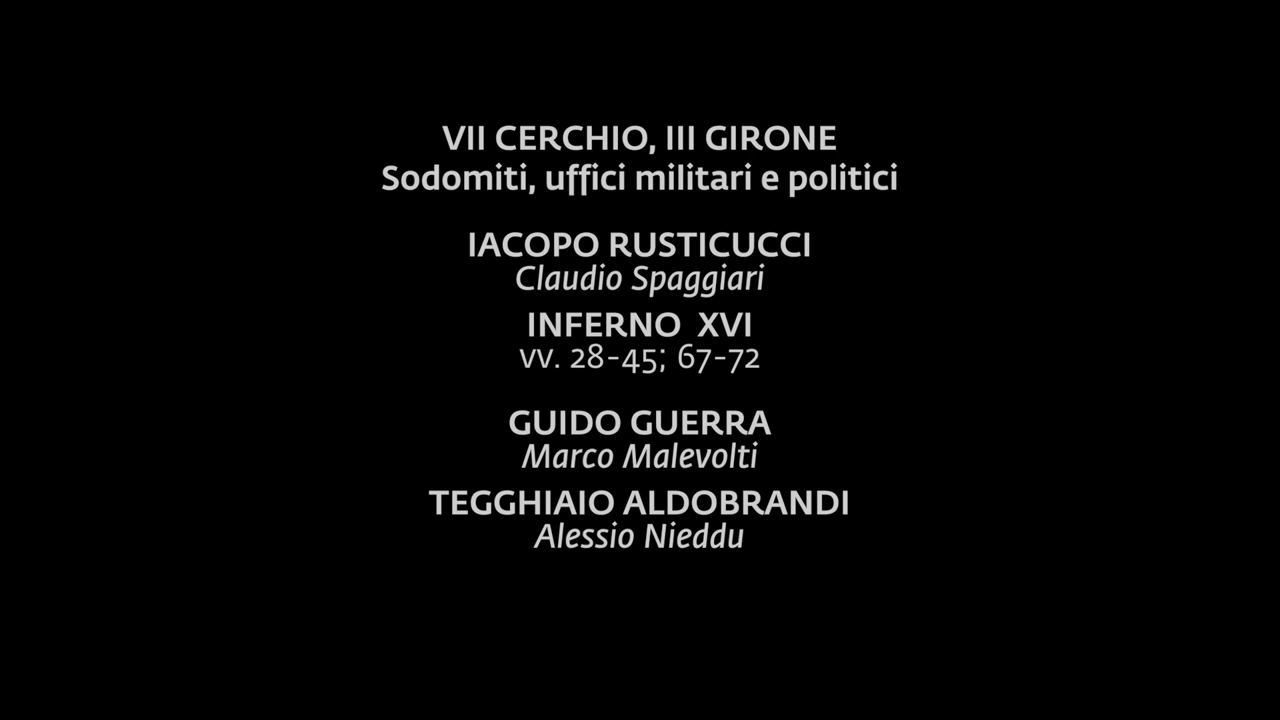 VII CERCHIO, III GIRONE
Sodomiti, uffici militari e politici
IACOPO RUSTICUCCI
Claudio Spaggiari
INFERNO XVI
vv. 28-45; 67-72
GUIDO GUERRA
Marco Malevolti
TEGGHIAIO ALDOBRANDI
Alessio Nieddu